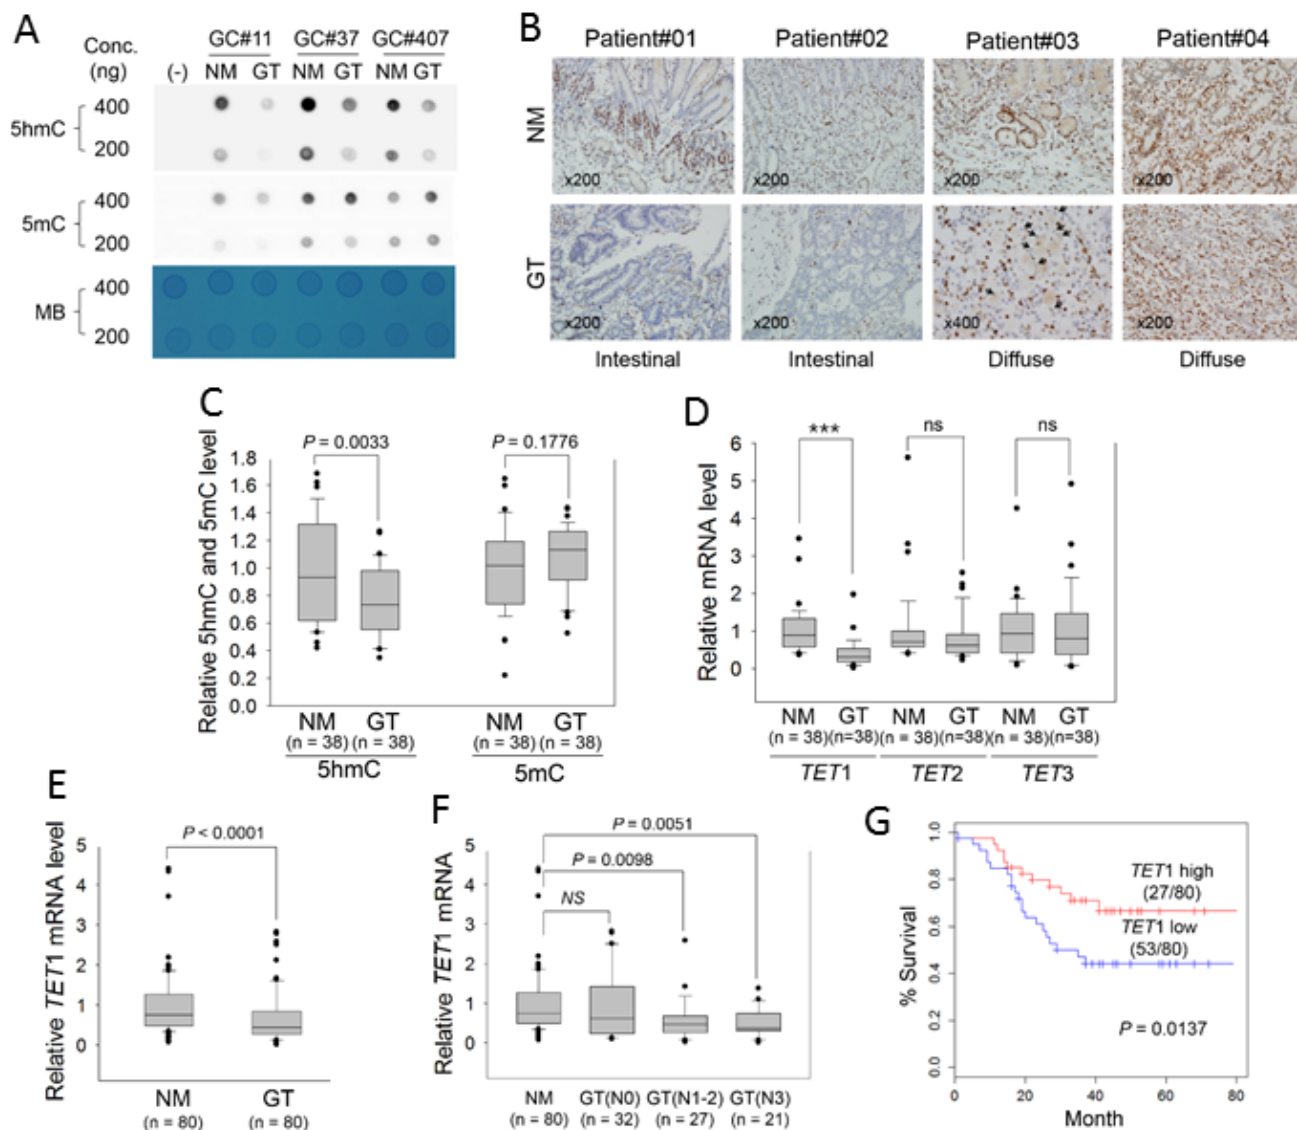 A
Conc.
(ng)
GC#11 GC#37 GC#407
(-) NM GT NM GT NM GT
5hmC
400
200
5mC
400
200
MB
400
200
B
Patient#01 Patient#02 Patient#03 Patient#04
NM
x200 x200 x200 x200
GT
x200 x200 x400 x200
Intestinal Intestinal Diffuse Diffuse
C
Relative 5hmC and 5mC level
P = 0.0033 P = 0.1776
1.8
1.6
1.4
1.2
1.0
0.8
0.6
0.4
0.2
0.0
NM GT NM GT
(n = 38) (n = 38) (n = 38) (n = 38)
5hmC 5mC
D
Relative mRNA level
*** ns ns
6
5
4
3
2
1
0
NM GT NM GT NM GT
(n = 38) (n=38) (n = 38) (n=38) (n = 38) (n=38)
TET1 TET2 TET3
E
Relative TET1 mRNA level
P < 0.0001
5
4
3
2
1
0
NM GT
(n = 80) (n = 80)
F
Relative TET1 mRNA
P = 0.0051
P = 0.0098
NS
5
4
3
2
1
0
NM GT(N0) GT(N1-2) GT(N3)
(n = 80) (n = 32) (n = 27) (n = 21)
G
% Survival
1.0
0.8
0.6
0.4
0.2
0.0
TET1 high
(27/80)
TET1 low
(53/80)
P = 0.0137
0 20 40 60 80
Month